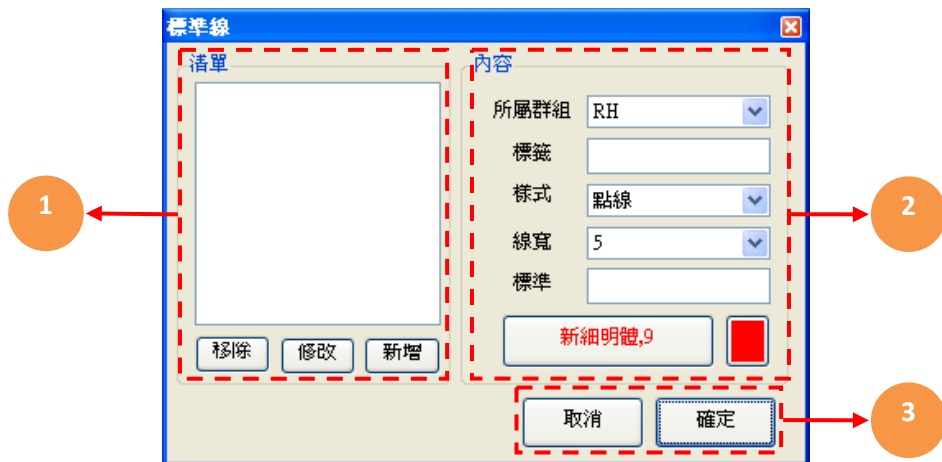 標準線
清單
內容
所屬群組 RH
標籤
樣式 點線
線寬 5
標準
新細明體,9
移除 修改 新增
取消 確定
1
2
3